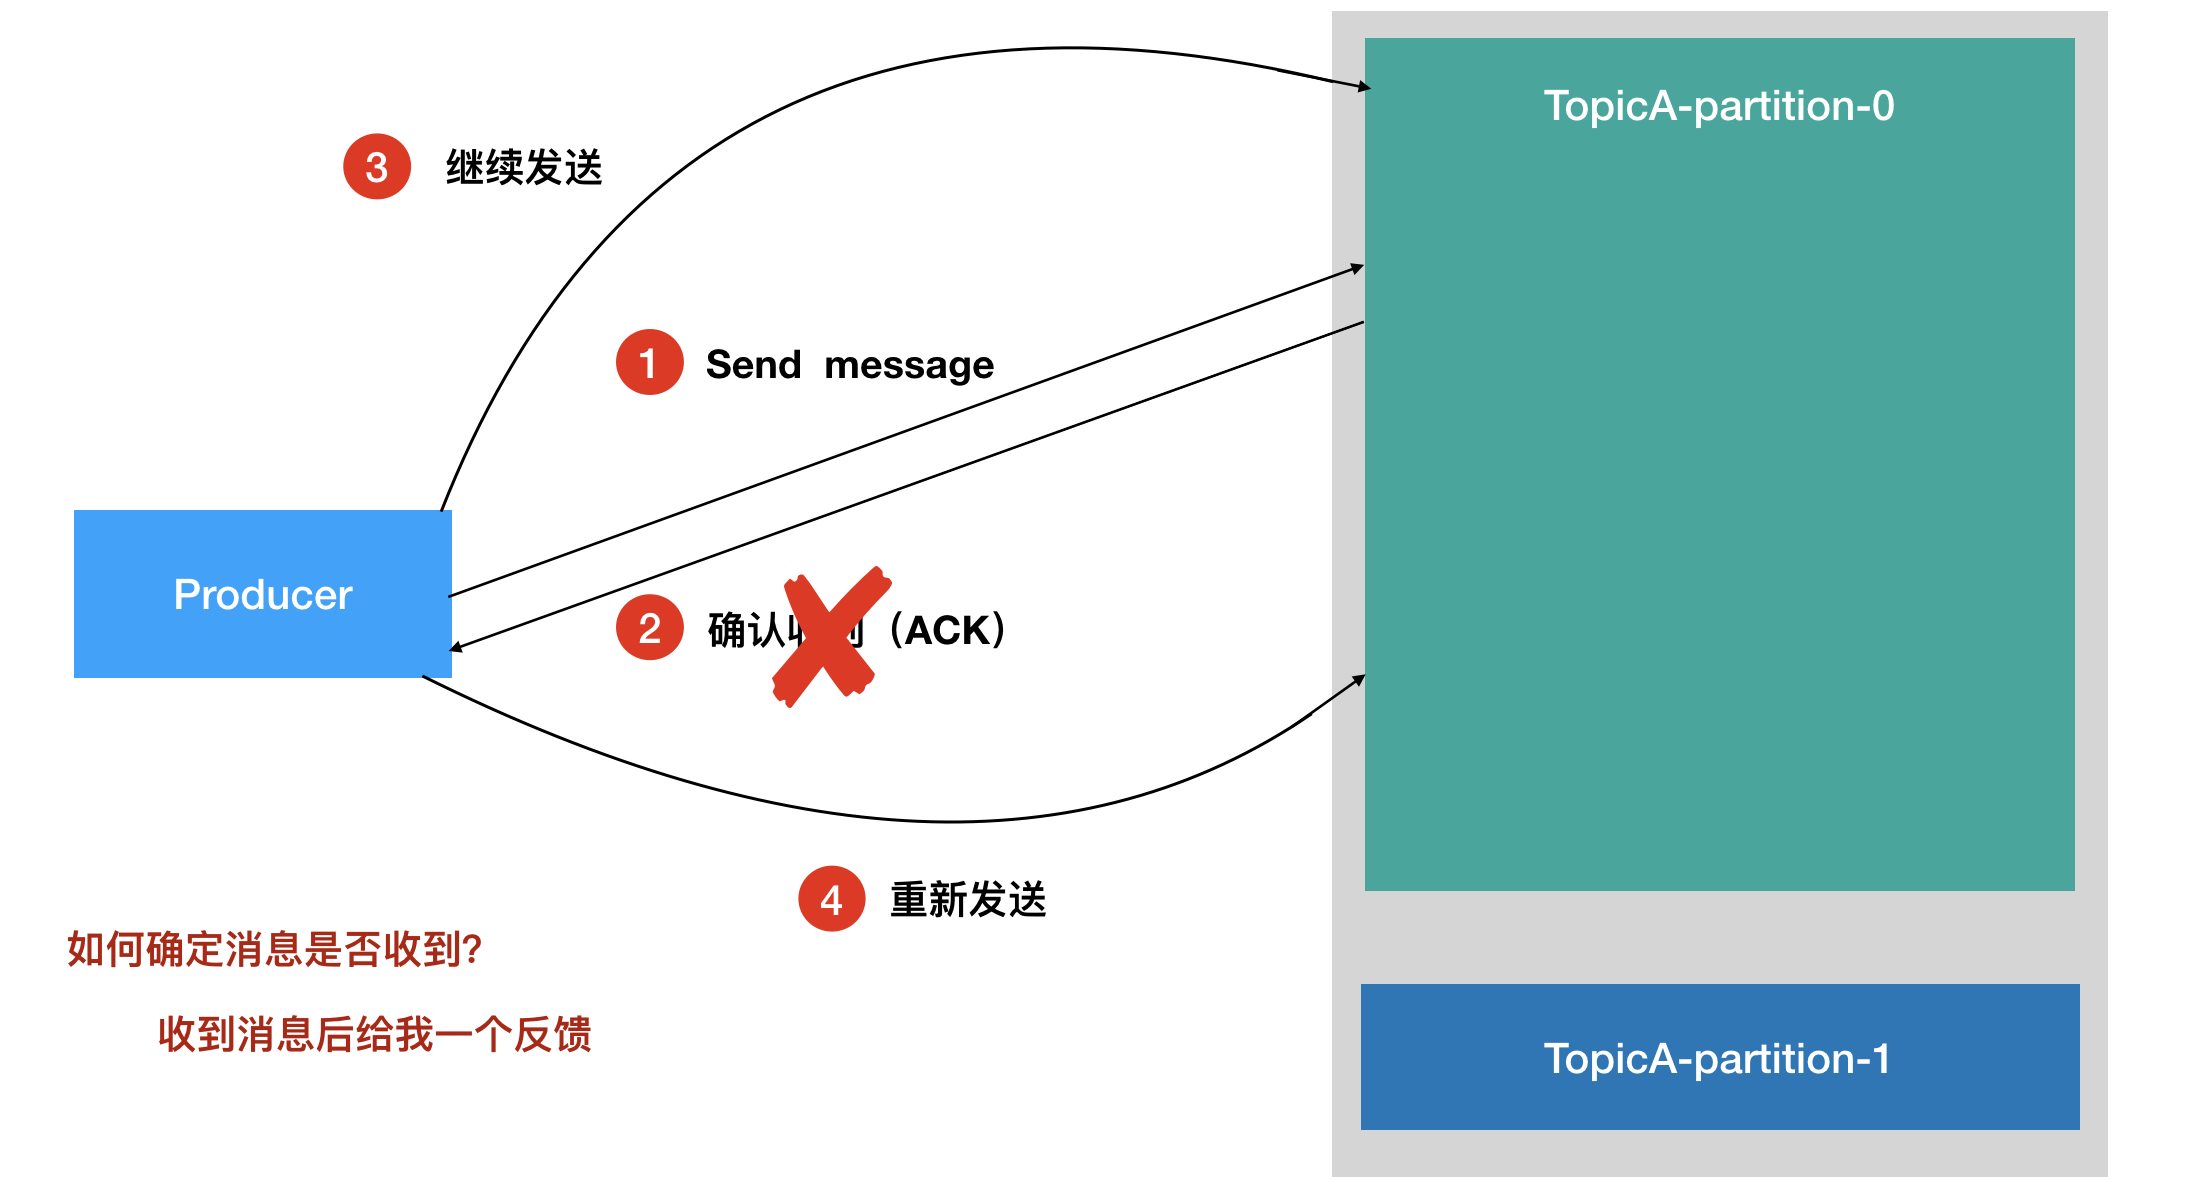 TopicA-partition-0
3 继续发送
1 Send message
Producer
2 确认收到（ACK）
4 重新发送
如何确定消息是否收到?
收到消息后给我一个反馈
TopicA-partition-1